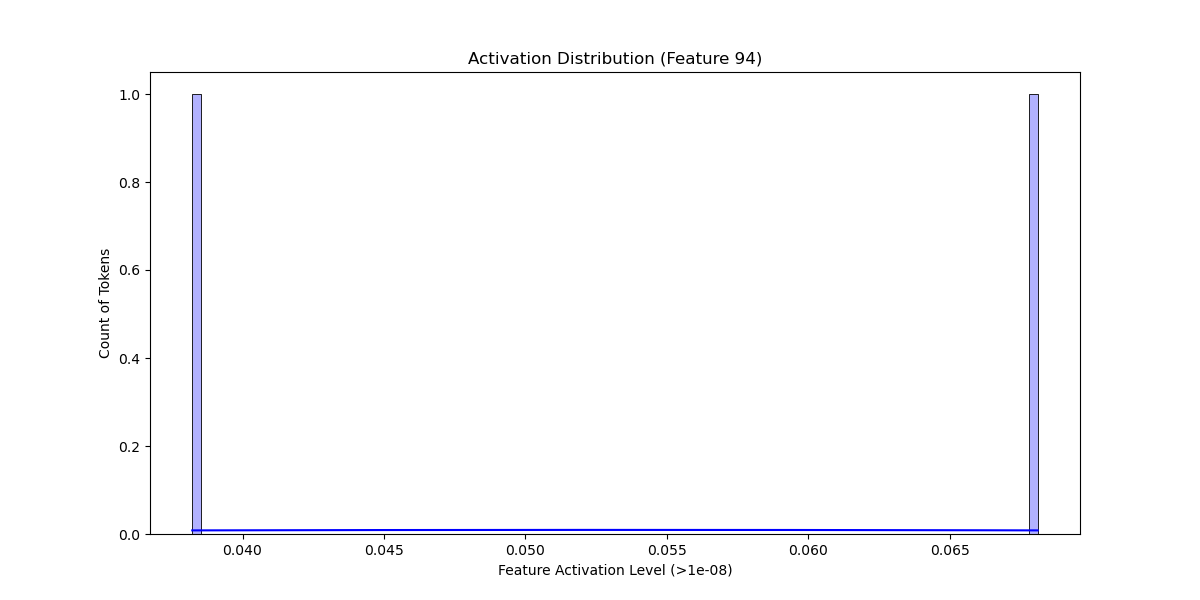 Activation Distribution (Feature 94)
1.0
0.8
0.6
0.4
0.2
0.0
Count of Tokens
0.040 0.045 0.050 0.055 0.060 0.065
Feature Activation Level (>1e-08)